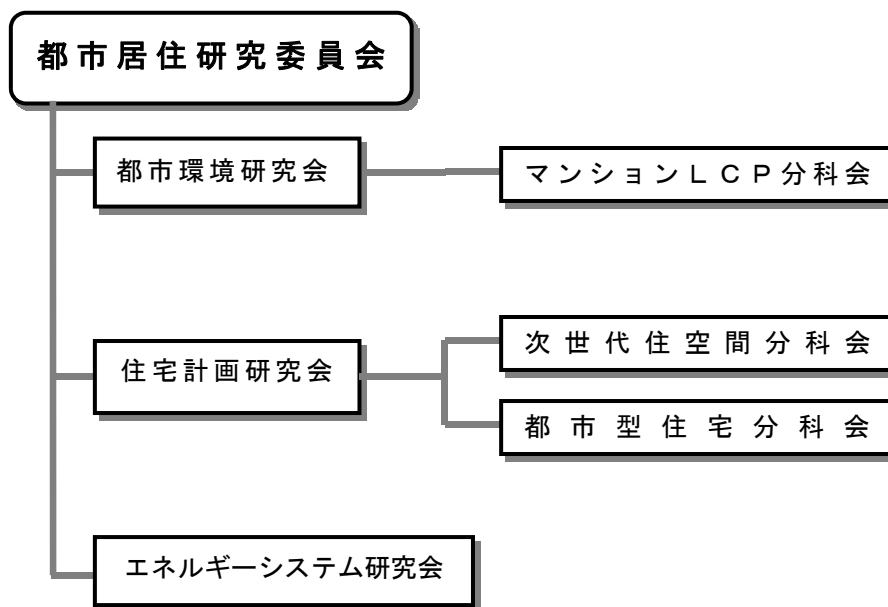 都市居住研究委員会
都市環境研究会
マンションＬＣＰ分科会
住宅計画研究会
次世代住空間分科会
都市型住宅分科会
エネルギーシステム研究会